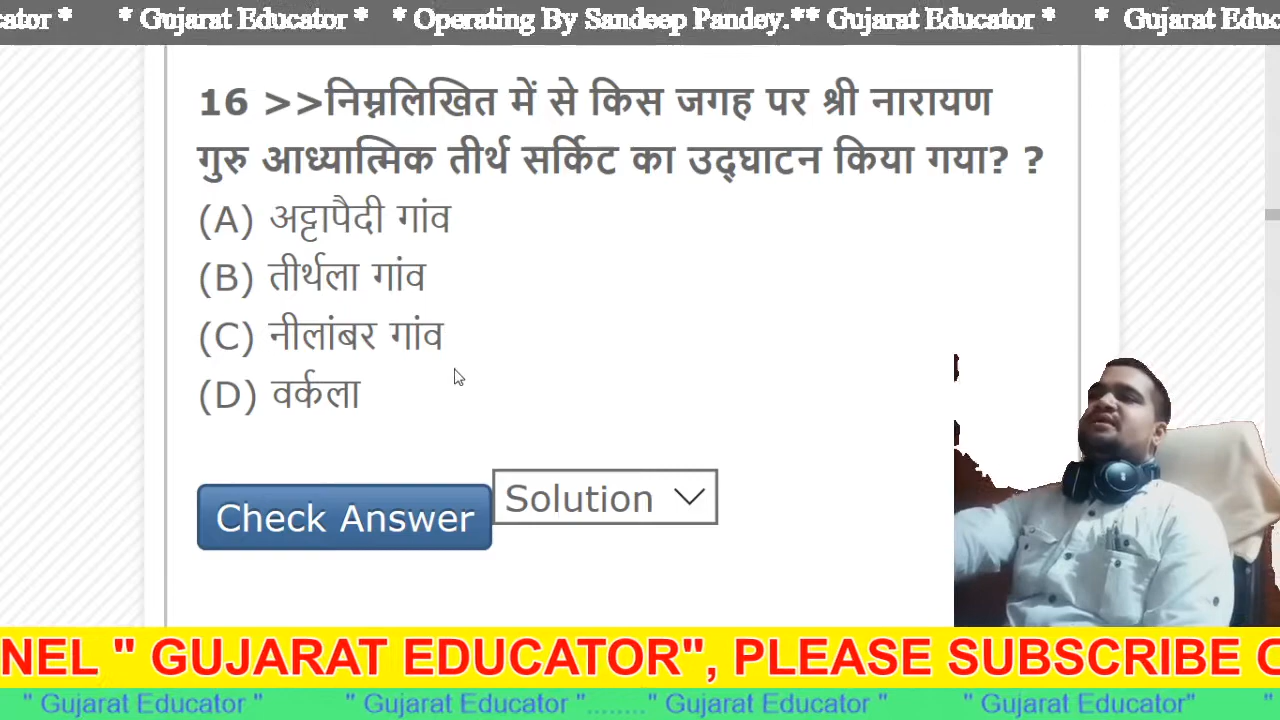 cator * * Gujarat Educator * * Operating By Sandeep Pandey.** Gujarat Educator * * Gujarat Educ
16 >>निम्नलिखित में से किस जगह पर श्री नारायण
गुरु आध्यात्मिक तीर्थ सर्किट का उद्घाटन किया गया? ?
(A) अट्टापैदी गांव
(B) तीर्थला गांव
(C) नीलांबर गांव
(D) वर्कला
Check Answer Solution
NEL " GUJARAT EDUCATOR", PLEASE SUBSCRIBE
" Gujarat Educator " " Gujarat Educator "........" Gujarat Educator " " Gujarat Educator" "